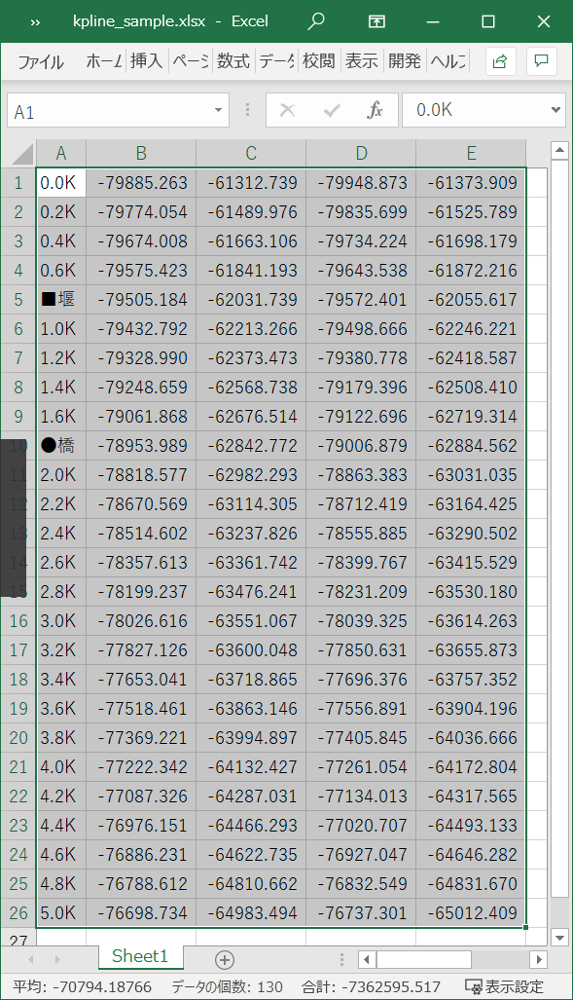 » kpline_sample.xlsx - Excel
ファイル ホーム 挿入 ページ 数式 データ 校閲 表示 開発 ヘルプ
A1 fx 0.0K
A B C D E
1 0.0K -79885.263 -61312.739 -79948.873 -61373.909
2 0.2K -79774.054 -61489.976 -79835.699 -61525.789
3 0.4K -79674.008 -61663.106 -79734.224 -61698.179
4 0.6K -79575.423 -61841.193 -79643.538 -61872.216
5 ■堰 -79505.184 -62031.739 -79572.401 -62055.617
6 1.0K -79432.792 -62213.266 -79498.666 -62246.221
7 1.2K -79328.990 -62373.473 -79380.778 -62418.587
8 1.4K -79248.659 -62568.738 -79179.396 -62508.410
9 1.6K -79061.868 -62676.514 -79122.696 -62719.314
10 ●橋 -78953.989 -62842.772 -79006.879 -62884.562
11 2.0K -78818.577 -62982.293 -78863.383 -63031.035
12 2.2K -78670.569 -63114.305 -78712.419 -63164.425
13 2.4K -78514.602 -63237.826 -78555.885 -63290.502
14 2.6K -78357.613 -63361.742 -78399.767 -63415.529
15 2.8K -78199.237 -63476.241 -78231.209 -63530.180
16 3.0K -78026.616 -63551.067 -78039.325 -63614.263
17 3.2K -77827.126 -63600.048 -77850.631 -63655.873
18 3.4K -77653.041 -63718.865 -77696.376 -63757.352
19 3.6K -77518.461 -63863.146 -77556.891 -63904.196
20 3.8K -77369.221 -63994.897 -77405.845 -64036.666
21 4.0K -77222.342 -64132.427 -77261.054 -64172.804
22 4.2K -77087.326 -64287.031 -77134.013 -64317.565
23 4.4K -76976.151 -64466.293 -77020.707 -64493.133
24 4.6K -76886.231 -64622.735 -76927.047 -64646.282
25 4.8K -76788.612 -64810.662 -76832.549 -64831.670
26 5.0K -76698.734 -64983.494 -76737.301 -65012.409
27
Sheet1
平均: -70794.18766 データの個数: 130 合計: -7362595.517 表示設定